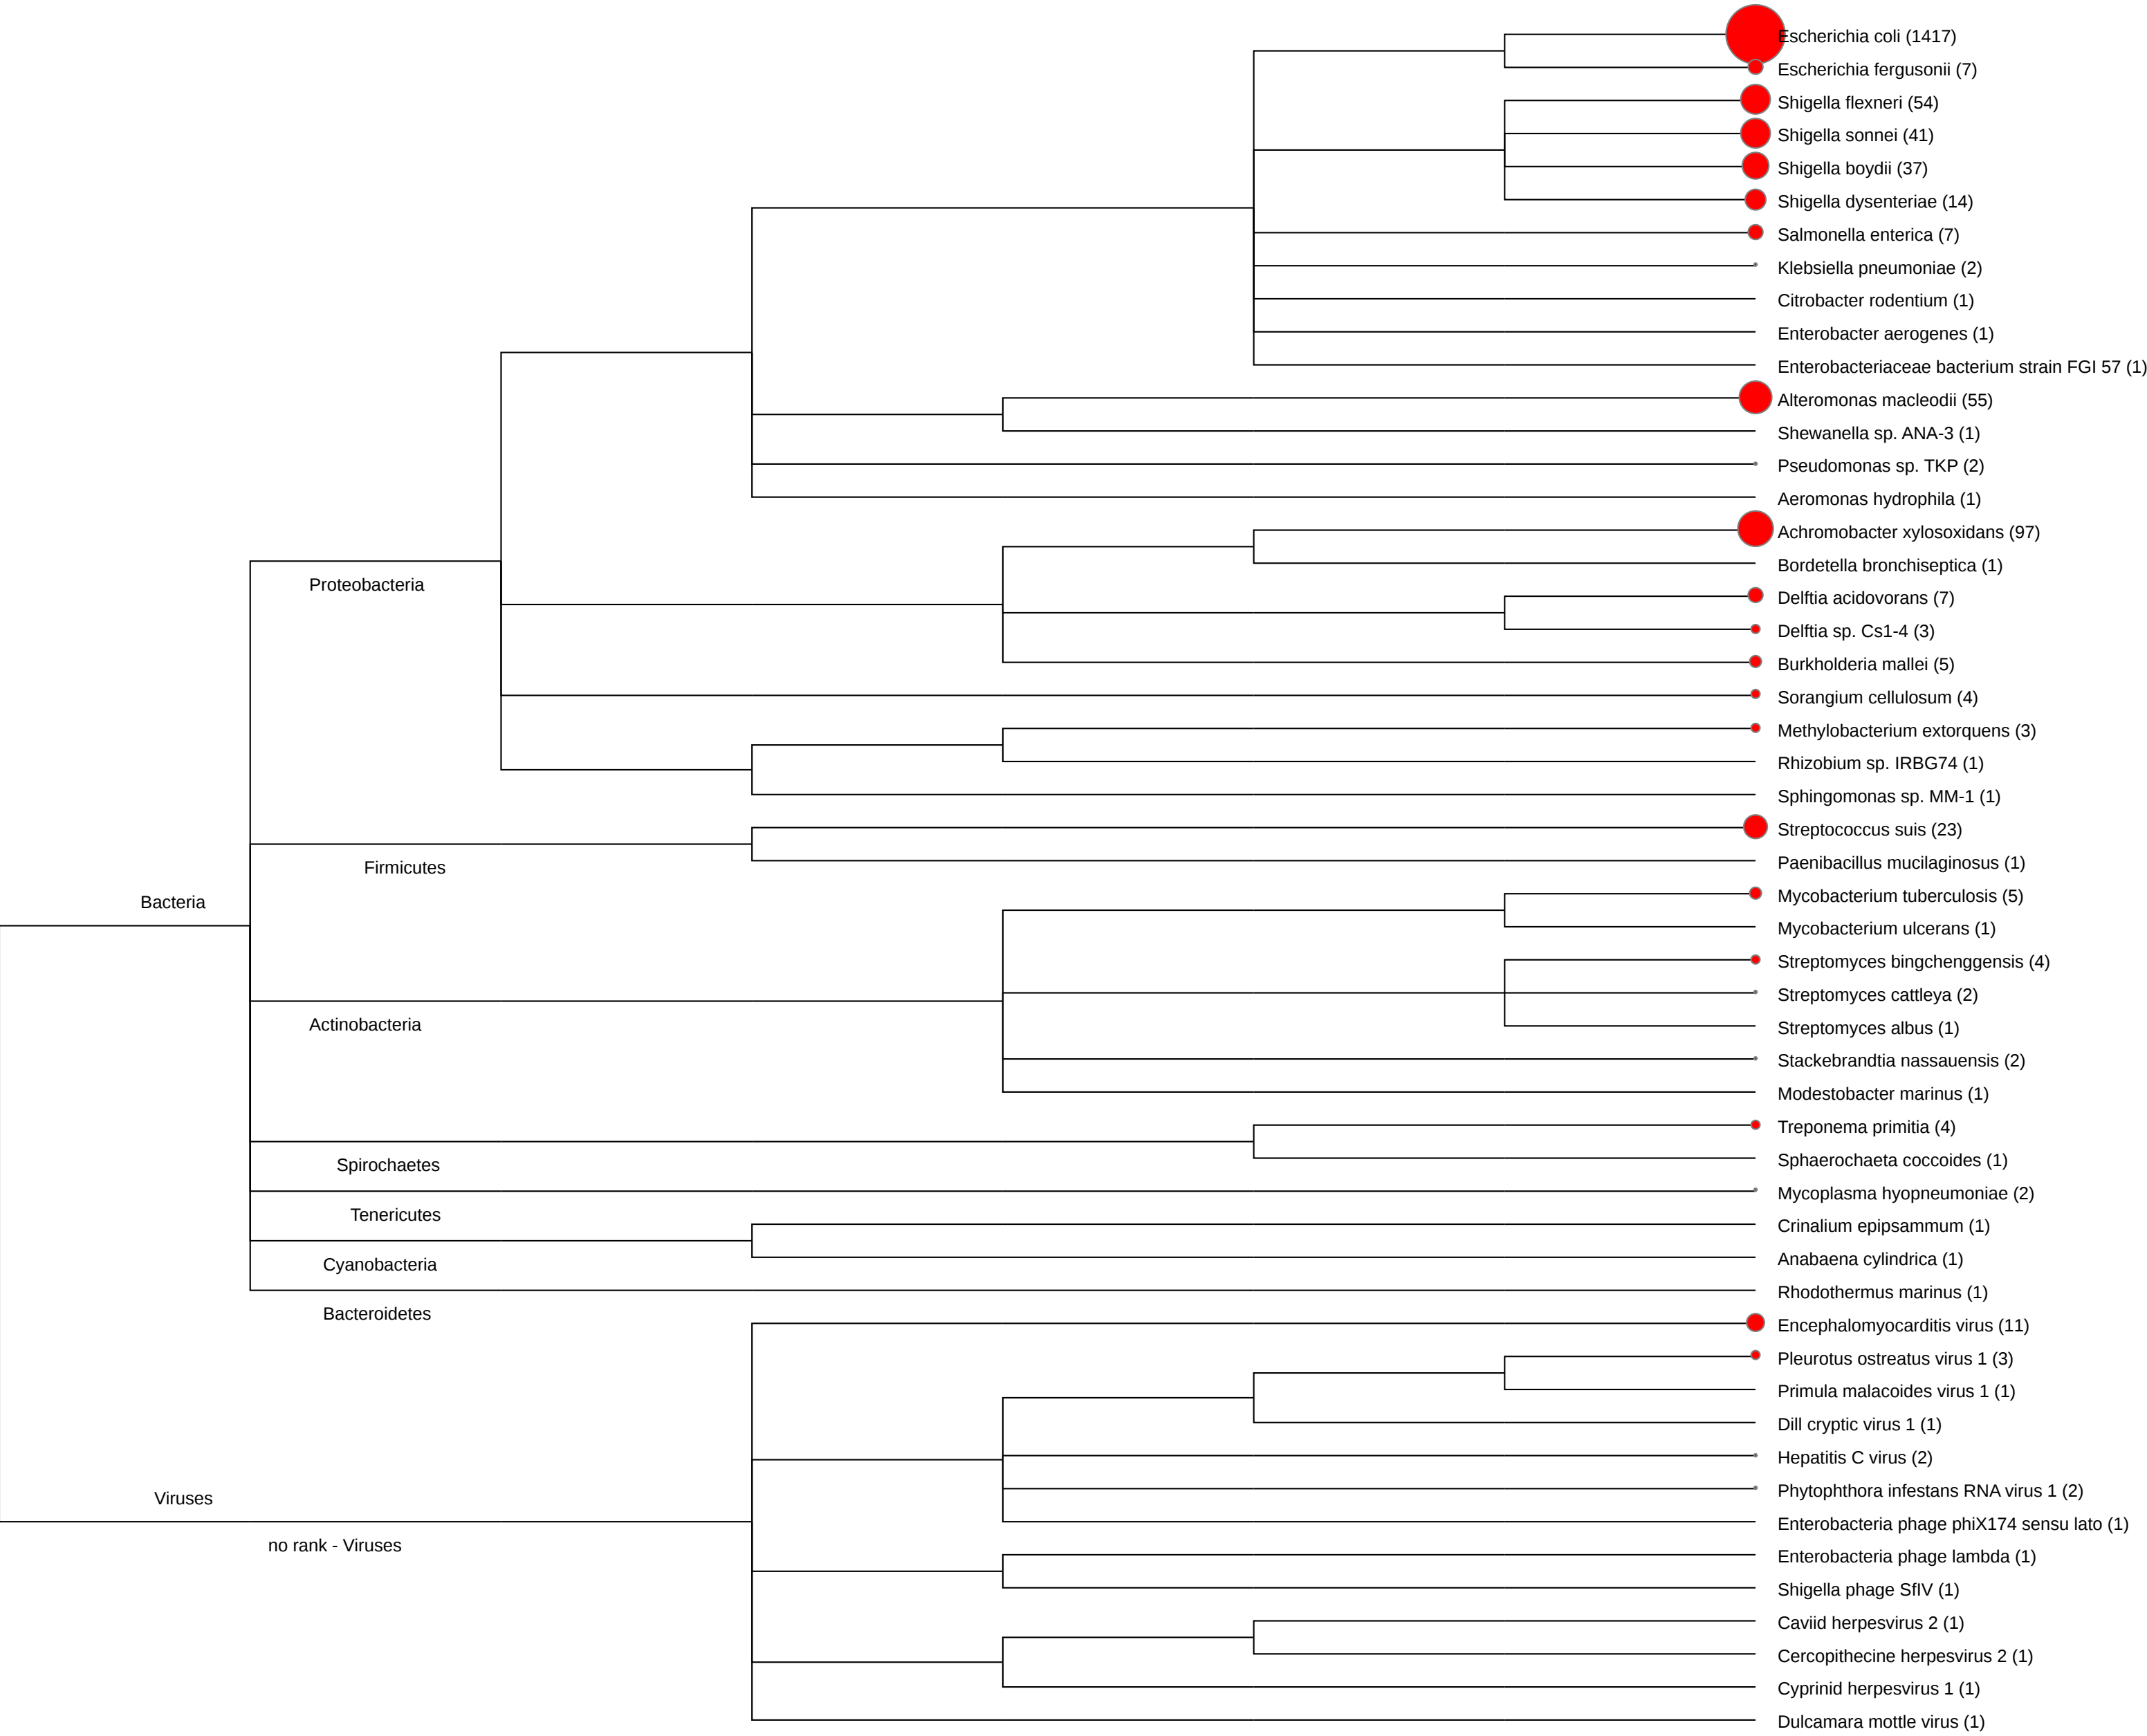 Escherichia coli (1417)
Escherichia fergusonii (7)
Shigella flexneri (54)
Shigella sonnei (41)
Shigella boydii (37)
Shigella dysenteriae (14)
Salmonella enterica (7)
Klebsiella pneumoniae (2)
Citrobacter rodentium (1)
Enterobacter aerogenes (1)
Enterobacteriaceae bacterium strain FGI 57 (1)
Alteromonas macleodii (55)
Shewanella sp. ANA-3 (1)
Pseudomonas sp. TKP (2)
Aeromonas hydrophila (1)
Achromobacter xylosoxidans (97)
Bordetella bronchiseptica (1)
Proteobacteria
Delftia acidovorans (7)
Delftia sp. Cs1-4 (3)
Burkholderia mallei (5)
Sorangium cellulosum (4)
Methylobacterium extorquens (3)
Rhizobium sp. IRBG74 (1)
Sphingomonas sp. MM-1 (1)
Streptococcus suis (23)
Paenibacillus mucilaginosus (1)
Firmicutes
Mycobacterium tuberculosis (5)
Bacteria
Mycobacterium ulcerans (1)
Streptomyces bingchenggensis (4)
Streptomyces cattleya (2)
Actinobacteria
Streptomyces albus (1)
Stackebrandtia nassauensis (2)
Modestobacter marinus (1)
Treponema primitia (4)
Sphaerochaeta coccoides (1)
Spirochaetes
Mycoplasma hyopneumoniae (2)
Tenericutes
Crinalium epipsammum (1)
Anabaena cylindrica (1)
Cyanobacteria
Rhodothermus marinus (1)
Bacteroidetes
Encephalomyocarditis virus (11)
Pleurotus ostreatus virus 1 (3)
Primula malacoides virus 1 (1)
Dill cryptic virus 1 (1)
Hepatitis C virus (2)
Phytophthora infestans RNA virus 1 (2)
Viruses
Enterobacteria phage phiX174 sensu lato (1)
no rank - Viruses
Enterobacteria phage lambda (1)
Shigella phage SfIV (1)
Caviid herpesvirus 2 (1)
Cercopithecine herpesvirus 2 (1)
Cyprinid herpesvirus 1 (1)
Dulcamara mottle virus (1)